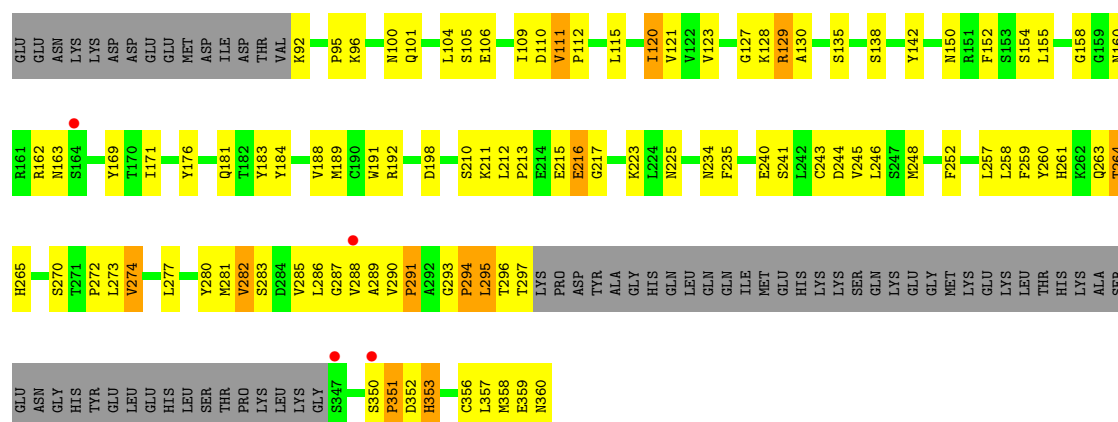 GLU GLU ASN LYS LYS ASP ASP GLU GLU MET ASP ILE ASP THR VAL K92 P95 K96 N100 Q101 L104 S105 E106 I109 D110 V111 P112 L115 I120 V121 V122 V123 G127 K128 R129 A130 S135 S138 Y142 N150 R151 F152 S153 S154 L155 G158 G159 N160
R161 R162 N163 S164 Y169 T170 I171 Y176 Q181 T182 Y183 Y184 V188 M189 C190 W191 R192 D198 S210 K211 L212 P213 E214 E215 E216 G217 K223 L224 N225 N234 F235 E240 S241 L242 C243 D244 V245 L246 S247 M248 F252 L257 L258 F259 Y260 H261 K262 Q263 T264
H265 S270 T271 P272 L273 V274 L277 Y280 M281 V282 S283 D284 V285 L286 G287 V288 A289 V290 P291 A292 G293 P294 L295 T296 T297 LYS PRO ASP TYR ALA GLY HIS GLN LEU GLN GLN ILE MET GLU HIS LYS LYS SER GLN LYS GLU GLY MET LYS GLU LYS LEU THR HIS LYS ALA SER
GLU ASN GLY HIS TYR GLU LEU GLU HIS LEU SER THR PRO LYS LEU LYS GLY S347 S350 P351 D352 H353 C356 L357 M358 E359 N360